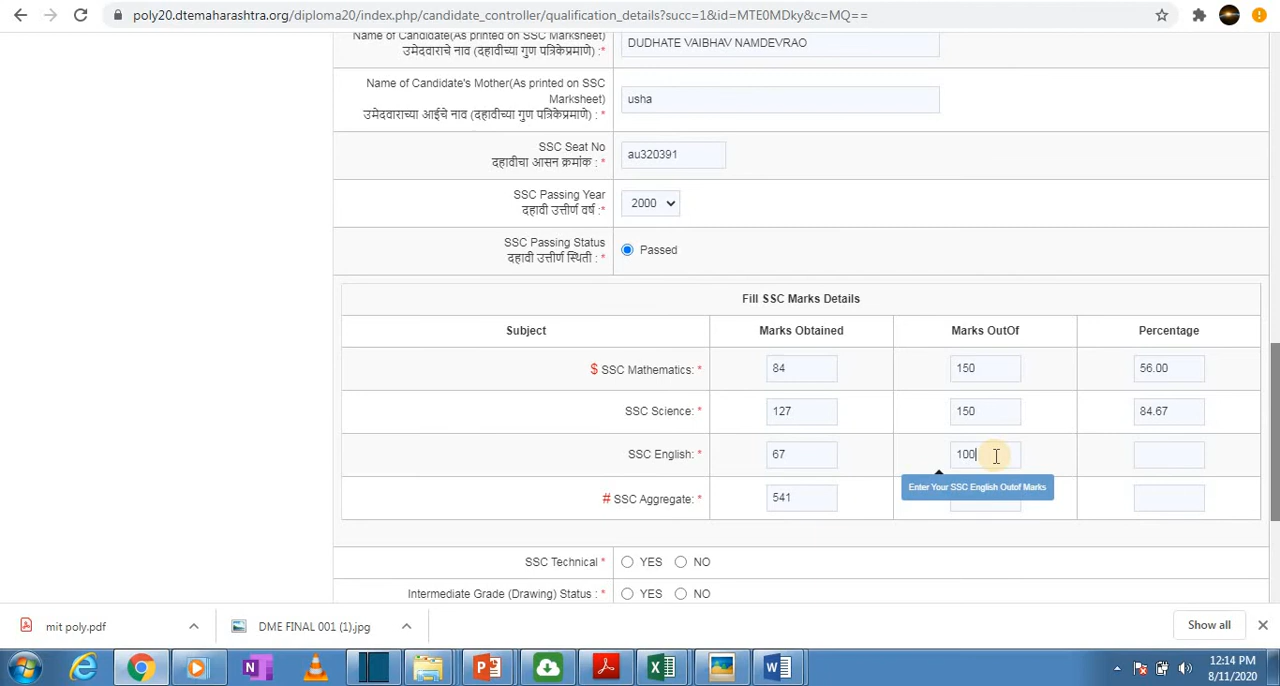 poly20.dtemaharashtra.org/diploma20/index.php/candidate_controller/qualification_details?succ=1&id=MTE0MDky&c=MQ==
Name of Candidate(As printed on SSC Marksheet)
उमेदवाराचे नाव (दहावीच्या गुण पत्रिकेप्रमाणे) :*
DUDHATE VAIBHAV NAMDEVRAO
Name of Candidate's Mother(As printed on SSC
Marksheet)
उमेदवाराच्या आईचे नाव (दहावीच्या गुण पत्रिकेप्रमाणे) : *
usha
SSC Seat No
दहावीचा आसन क्रमांक : *
au320391
SSC Passing Year
दहावी उत्तीर्ण वर्ष :*
2000
SSC Passing Status
दहावी उत्तीर्ण स्थिती : *
Passed
Fill SSC Marks Details
Subject Marks Obtained Marks OutOf Percentage
$ SSC Mathematics: * 84 150 56.00
SSC Science: * 127 150 84.67
SSC English: * 67 100
Enter Your SSC English Outof Marks
# SSC Aggregate: * 541
SSC Technical * YES NO
Intermediate Grade (Drawing) Status : * YES NO
mit poly.pdf DME FINAL 001 (1).jpg Show all
12:14 PM
8/11/2020